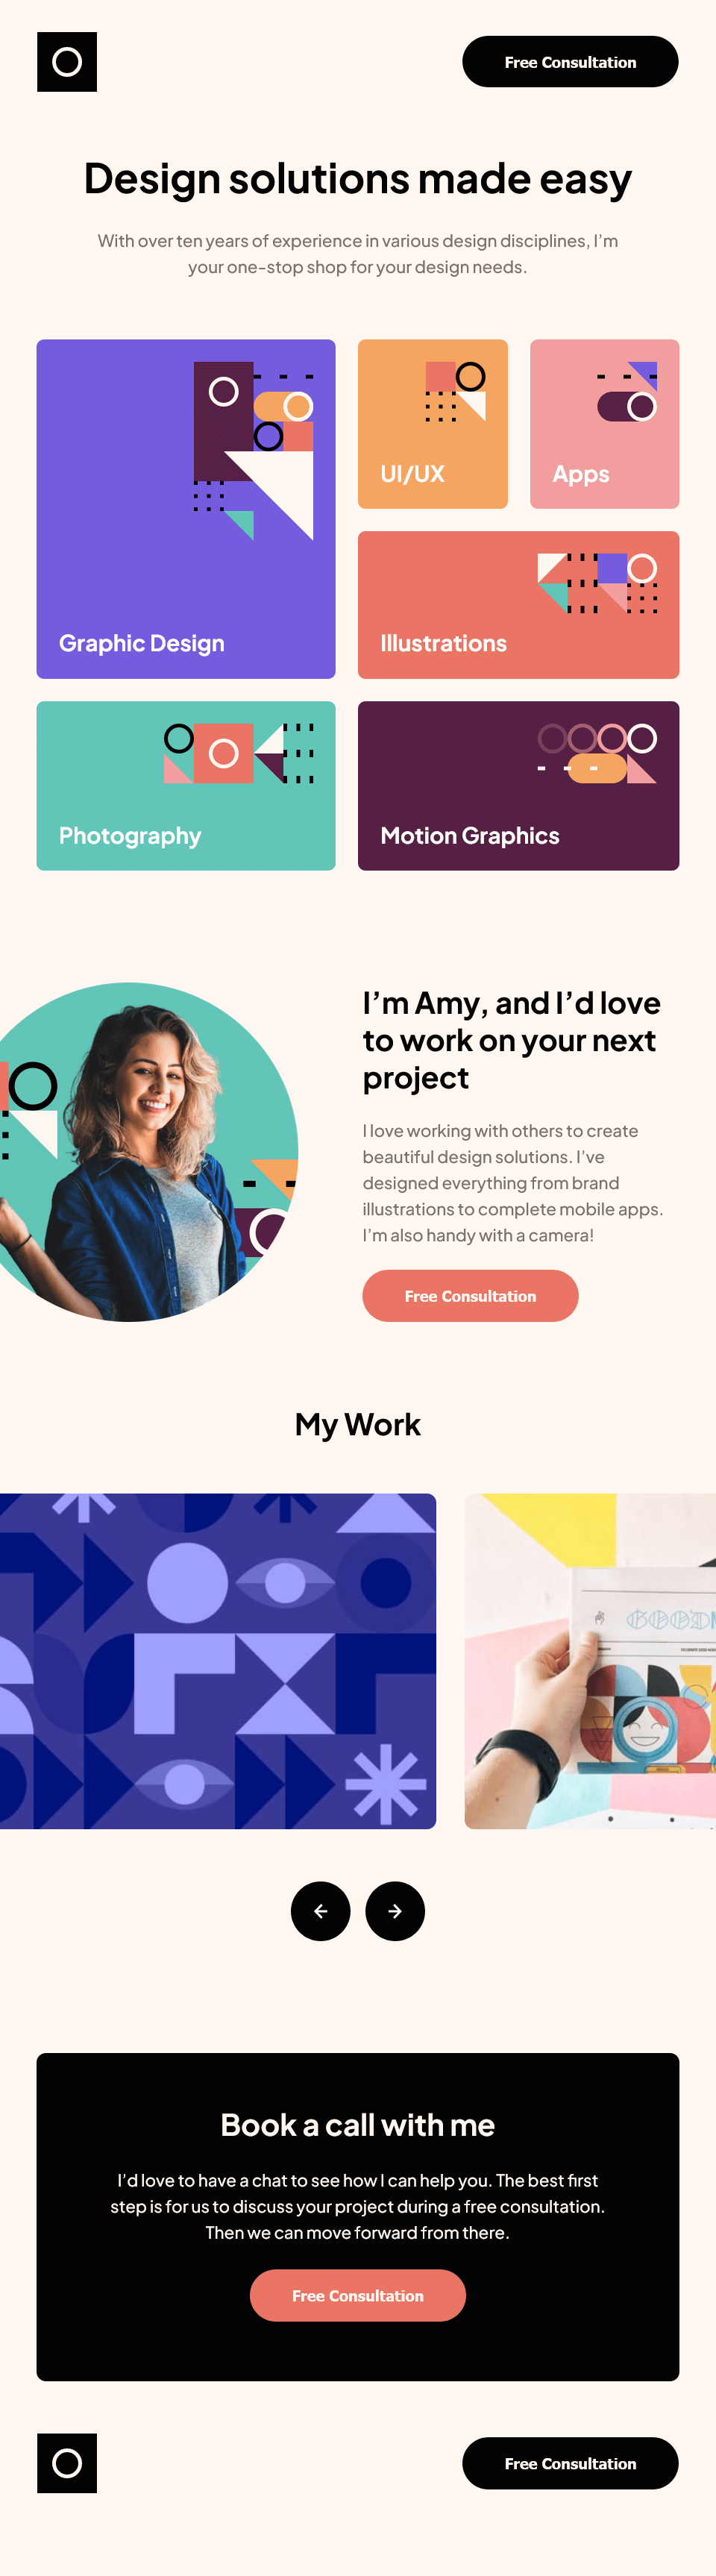 Free Consultation
Design solutions made easy
With over ten years of experience in various design disciplines, I’m
your one-stop shop for your design needs.
Graphic Design
UI/UX
Apps
Illustrations
Photography
Motion Graphics
I’m Amy, and I’d love
to work on your next
project
I love working with others to create
beautiful design solutions. I’ve
designed everything from brand
illustrations to complete mobile apps.
I’m also handy with a camera!
Free Consultation
My Work
Book a call with me
I’d love to have a chat to see how I can help you. The best first
step is for us to discuss your project during a free consultation.
Then we can move forward from there.
Free Consultation
Free Consultation